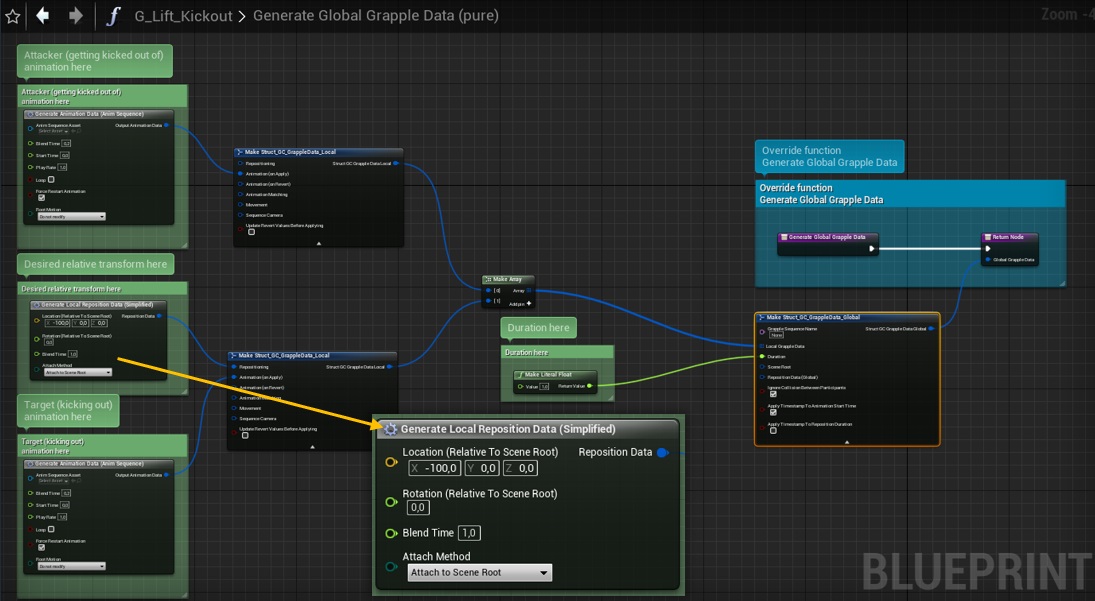 G_Lift_Kickout > Generate Global Grapple Data (pure)
Zoom -4
Attacker (getting kicked out of)
animation here
Attacker (getting kicked out of)
animation here
Generate Animation Data (Anim Sequence)
Anim Sequence Asset
Output Animation Data
Select Asset
Blend Time 0,2
Start Time 0,0
Play Rate 1,0
Loop
Force Restart Animation
Root Motion
Do not modify
Make Struct_GC_GrappleData_Local
Repositioning
Struct GC Grapple Data Local
Animation (on Apply)
Animation (on Revert)
Animation Matching
Movement
Sequence Camera
Update Revert Values Before Applying
Override function
Generate Global Grapple Data
Override function
Generate Global Grapple Data
Generate Global Grapple Data
Return Node
Global Grapple Data
Desired relative transform here
Desired relative transform here
Generate Local Reposition Data (Simplified)
Location (Relative To Scene Root)
Reposition Data
X -100,0 Y 0,0 Z 0,0
Rotation (Relative To Scene Root)
0,0
Blend Time 1,0
Attach Method
Attach to Scene Root
Make Array
[0] Array
[1] Add pin +
Duration here
Duration here
Make Literal Float
Value 1,0 Return Value
Make Struct_GC_GrappleData_Global
Grapple Sequence Name
None
Struct GC Grapple Data Global
Local Grapple Data
Duration
Scene Root
Reposition Data (Global)
Ignore Collision Between Participants
Apply Timestamp To Animation Start Time
Apply Timestamp To Reposition Duration
Make Struct_GC_GrappleData_Local
Repositioning
Struct GC Grapple Data Local
Animation (on Apply)
Animation (on Revert)
Movement
Sequence Camera
Update Revert Values Before Applying
Target (kicking out)
animation here
Target (kicking out)
animation here
Generate Animation Data (Anim Sequence)
Anim Sequence Asset
Output Animation Data
Select Asset
Blend Time 0,2
Start Time 0,0
Play Rate 1,0
Loop
Force Restart Animation
Root Motion
Do not modify
Generate Local Reposition Data (Simplified)
Location (Relative To Scene Root)
Reposition Data
X -100,0 Y 0,0 Z 0,0
Rotation (Relative To Scene Root)
0,0
Blend Time 1,0
Attach Method
Attach to Scene Root
BLUEPRINT